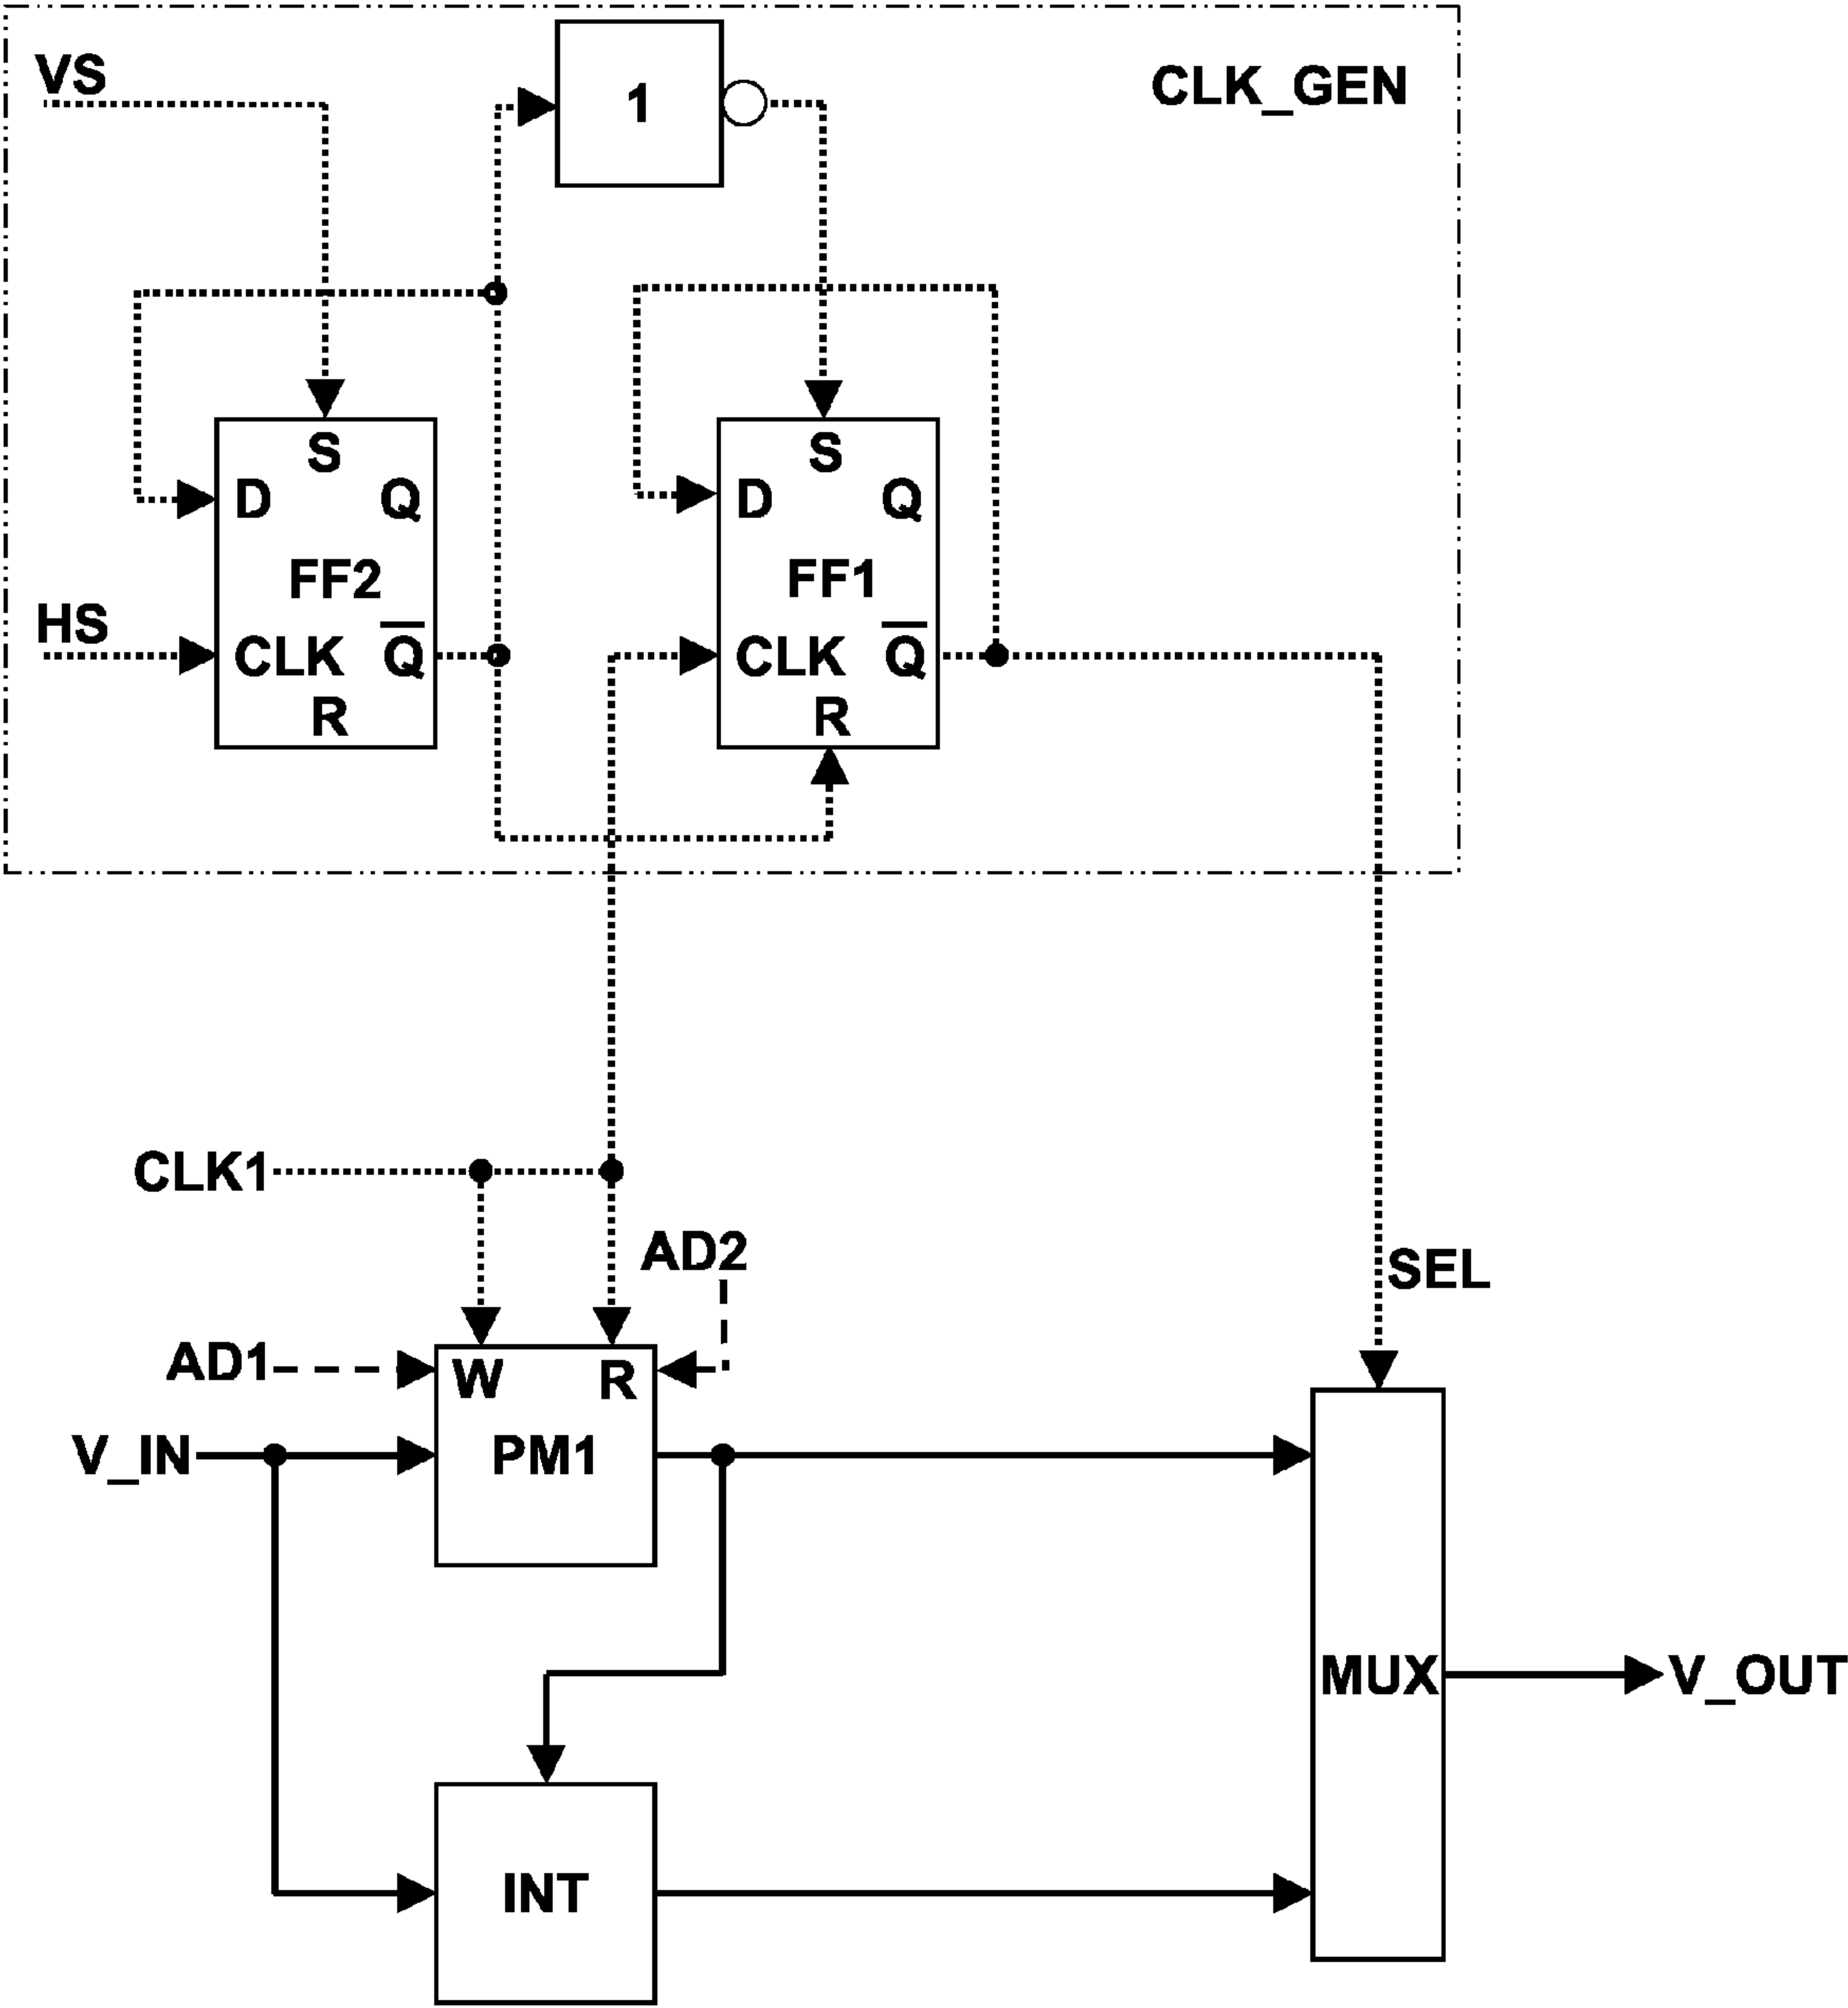 VS
1
CLK_GEN
S
D Q
FF2
HS
CLK Q
R
S
D Q
FF1
CLK Q
R
CLK1
AD2
SEL
AD1
W R
V_IN
PM1
MUX
V_OUT
INT